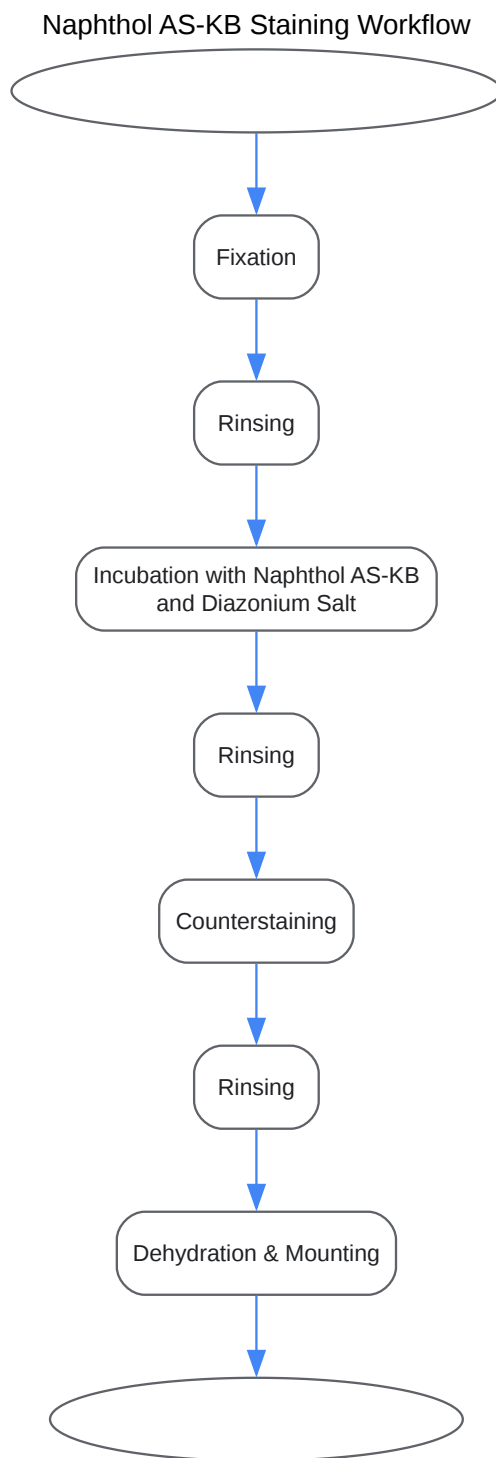 Naphthol AS-KB Staining Workflow
Fixation
Rinsing
Incubation with Naphthol AS-KB
and Diazonium Salt
Rinsing
Counterstaining
Rinsing
Dehydration & Mounting